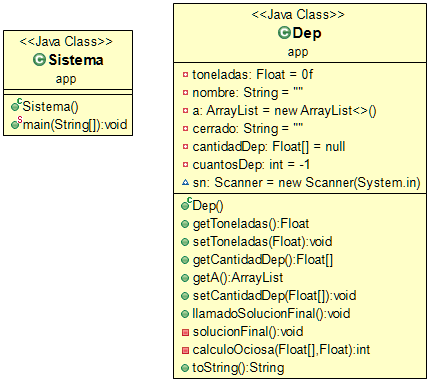 <<Java Class>>
Sistema
app
Sistema()
main(String[]):void
<<Java Class>>
Dep
app
toneladas: Float = 0f
nombre: String = ""
a: ArrayList = new ArrayList<>()
cerrado: String = ""
cantidadDep: Float[] = null
cuantosDep: int = -1
sn: Scanner = new Scanner(System.in)
Dep()
getToneladas():Float
setToneladas(Float):void
getCantidadDep():Float[]
getA():ArrayList
setCantidadDep(Float[]):void
llamadoSolucionFinal():void
solucionFinal():void
calculoOciosa(Float[],Float):int
toString():String